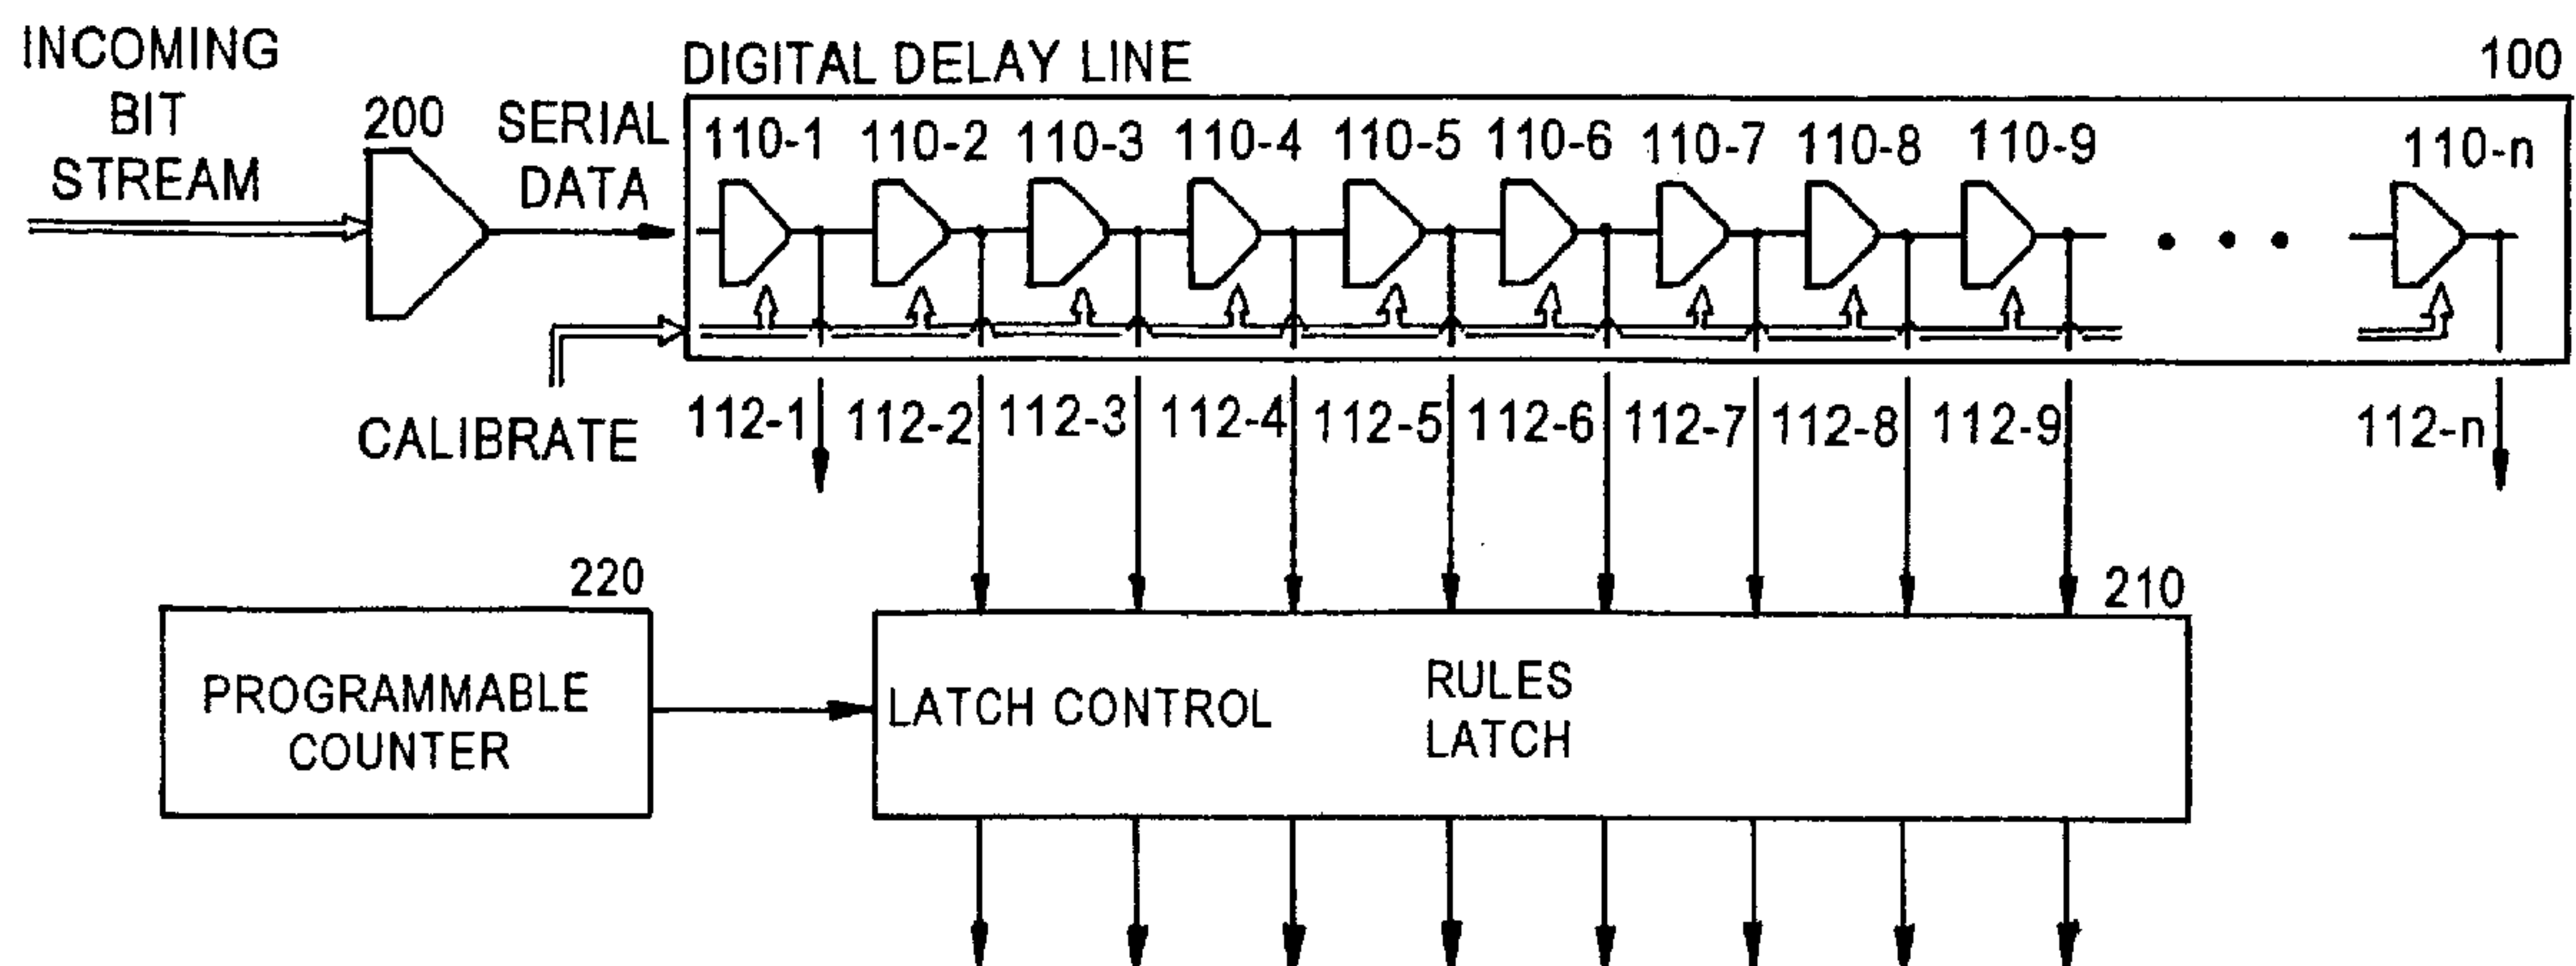 INCOMING
BIT
STREAM
200
SERIAL
DATA
DIGITAL DELAY LINE
100
110-1 110-2 110-3 110-4 110-5 110-6 110-7 110-8 110-9 110-n
CALIBRATE
112-1 112-2 112-3 112-4 112-5 112-6 112-7 112-8 112-9 112-n
220
PROGRAMMABLE
COUNTER
210
LATCH CONTROL
RULES
LATCH